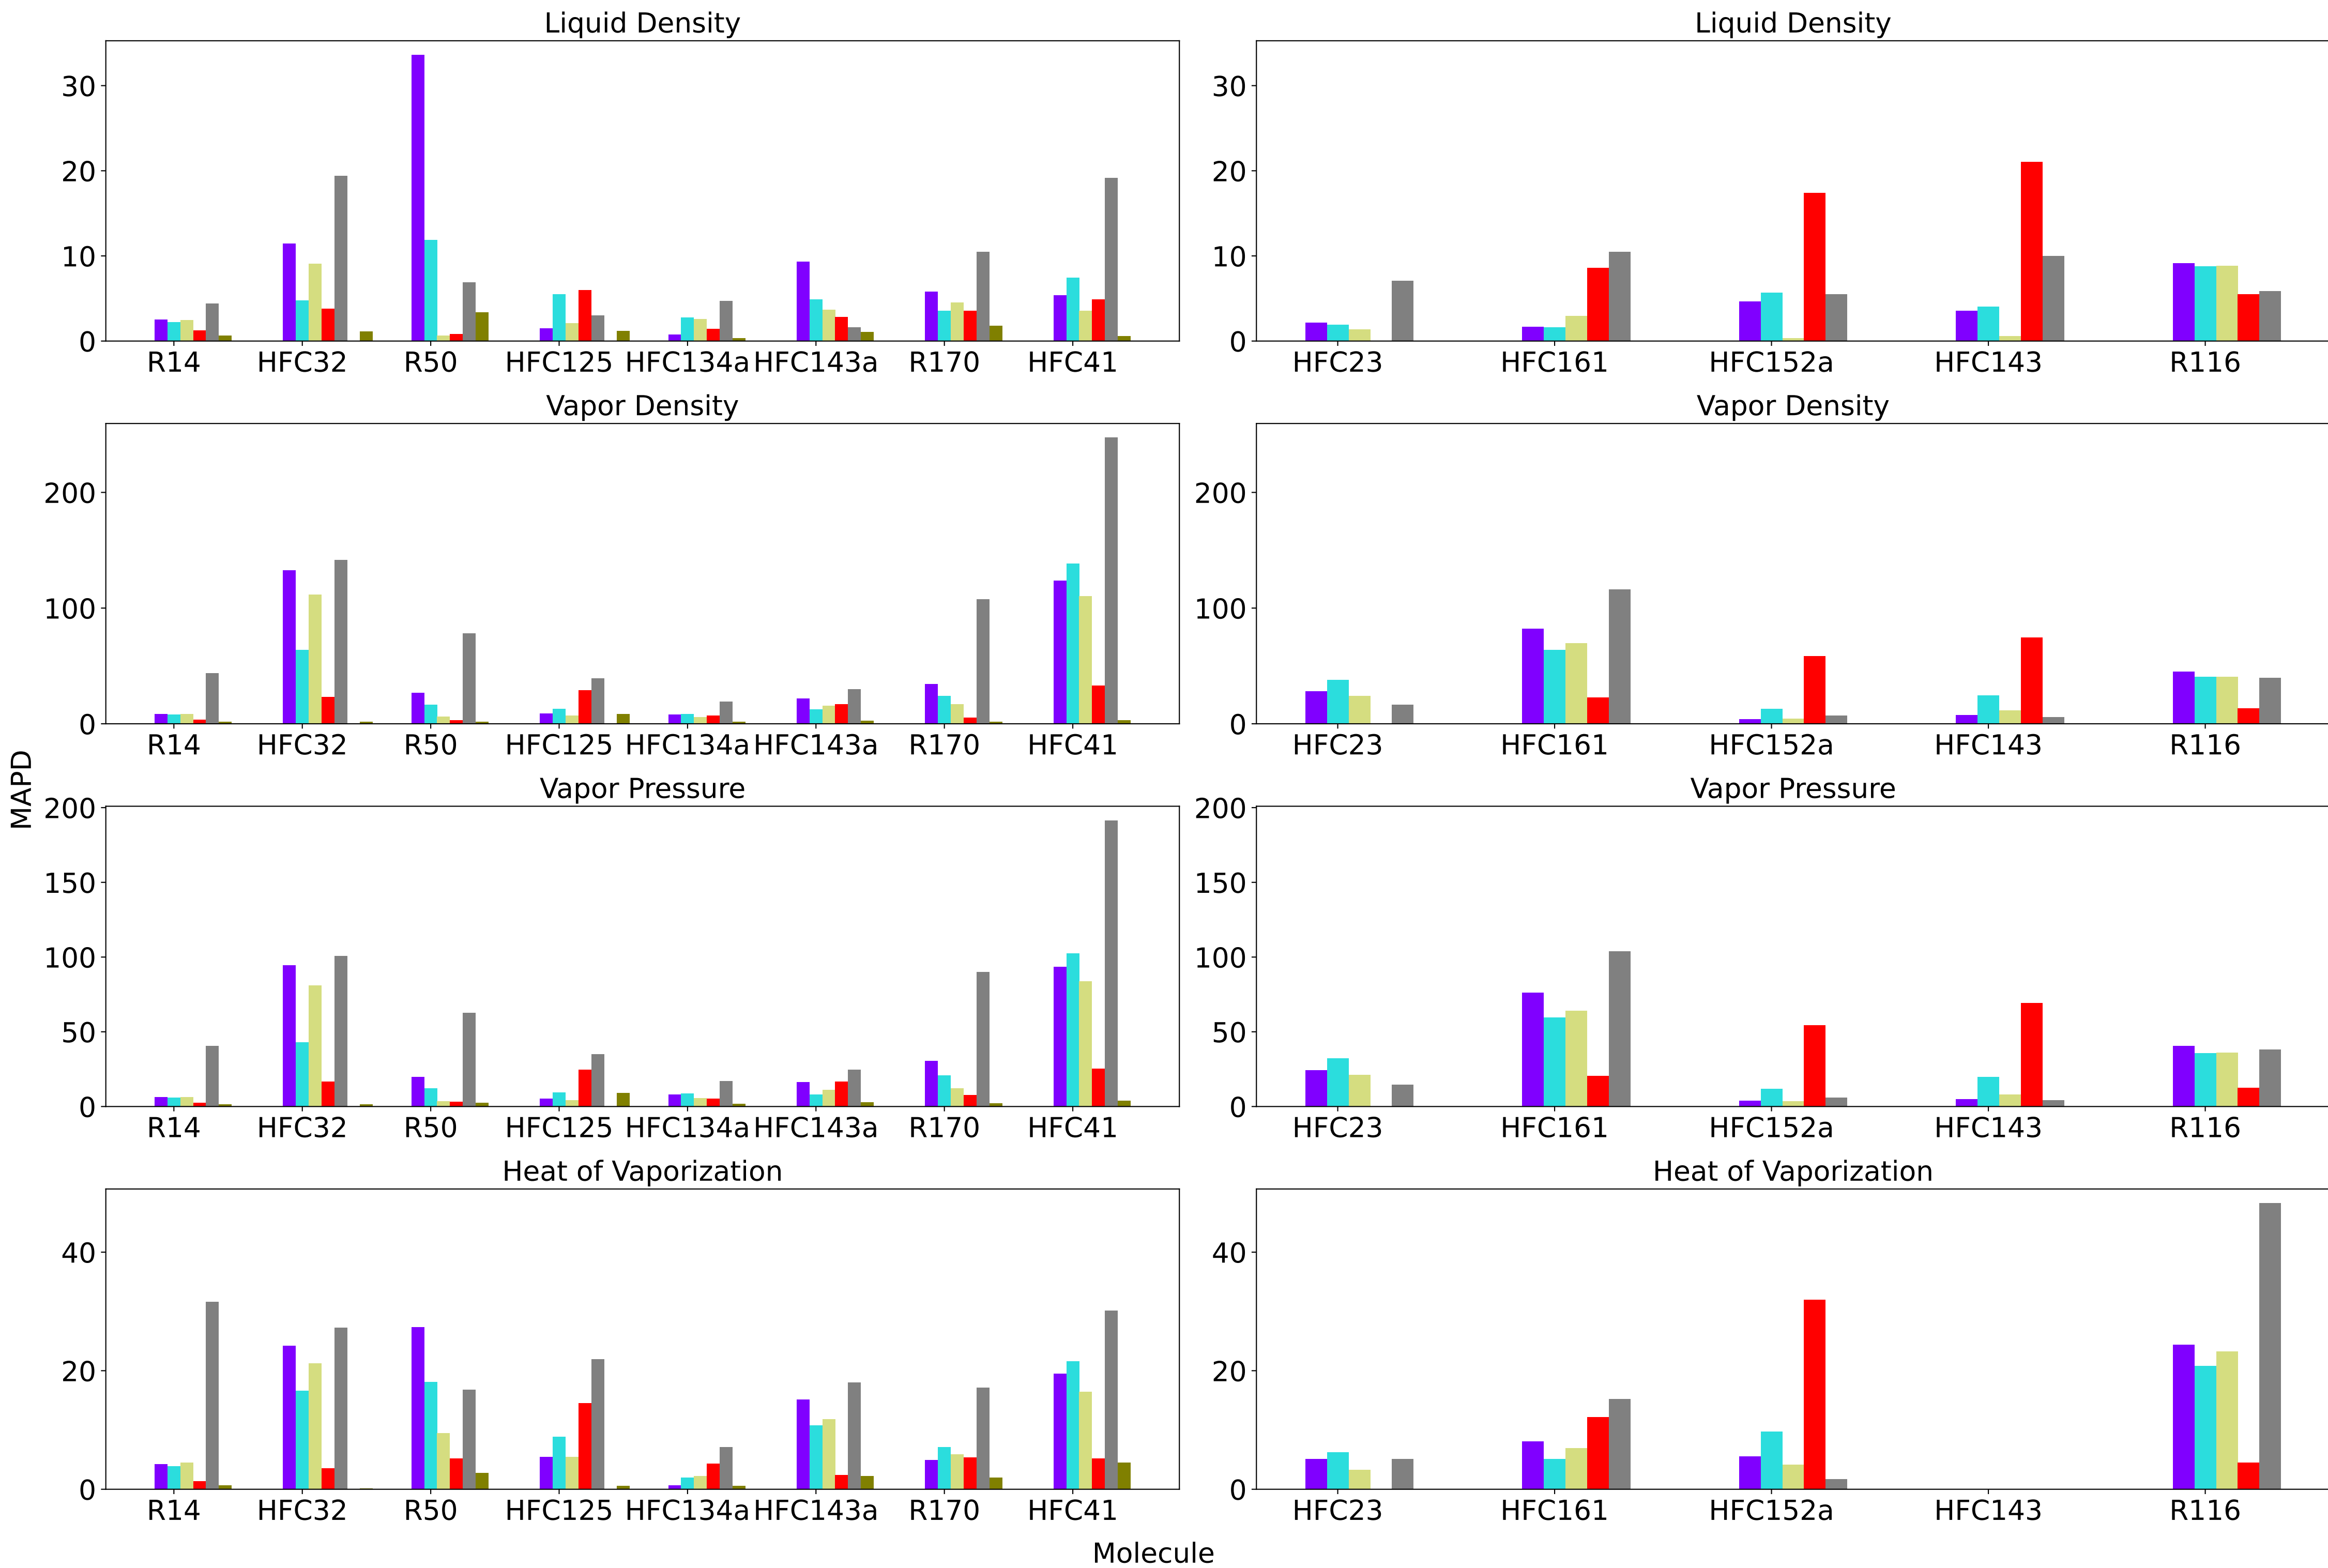 Liquid Density
30
20
10
0
R14 HFC32 R50 HFC125 HFC134a HFC143a R170 HFC41
Liquid Density
30
20
10
0
HFC23 HFC161 HFC152a HFC143 R116
Vapor Density
200
100
0
R14 HFC32 R50 HFC125 HFC134a HFC143a R170 HFC41
Vapor Density
200
100
0
HFC23 HFC161 HFC152a HFC143 R116
MAPD
Vapor Pressure
200
150
100
50
0
R14 HFC32 R50 HFC125 HFC134a HFC143a R170 HFC41
Vapor Pressure
200
150
100
50
0
HFC23 HFC161 HFC152a HFC143 R116
Heat of Vaporization
40
20
0
R14 HFC32 R50 HFC125 HFC134a HFC143a R170 HFC41
Heat of Vaporization
40
20
0
HFC23 HFC161 HFC152a HFC143 R116
Molecule